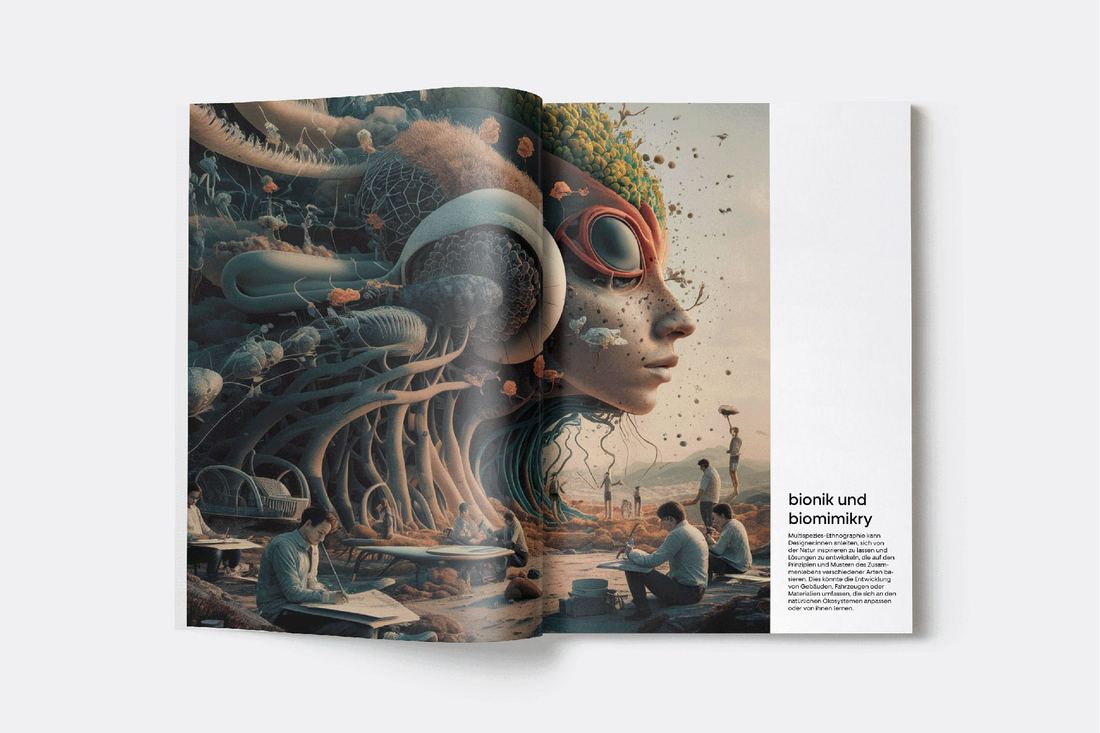 bionik und
biomimikry
Multispezies-Ethnographie kann
Designer:innen anleiten, sich von
der Natur inspirieren zu lassen und
Lösungen zu entwickeln, die auf den
Prinzipien und Mustern des Zusam-
menlebens verschiedener Arten ba-
sieren. Dies könnte die Entwicklung
von Gebäuden, Fahrzeugen oder
Materialien umfassen, die sich an den
natürlichen Ökosystemen anpassen
oder von ihnen lernen.